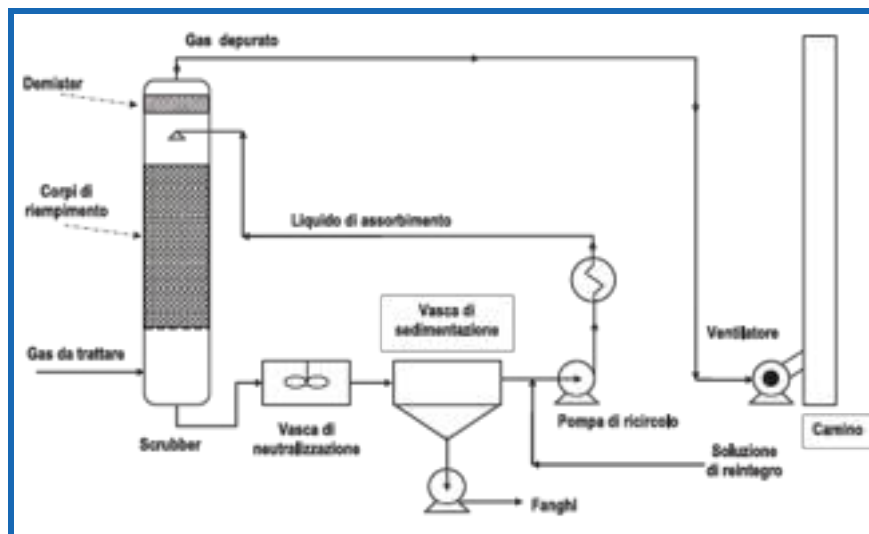 Gas depurato
Demister
Corpi di
riempimento
Liquido di assorbimento
Vasca di
sedimentazione
Ventilatore
Gas da trattare
Scrubber
Vasca di
neutralizzazione
Pompa di ricircolo
Camino
Soluzione
di reintegro
Fanghi